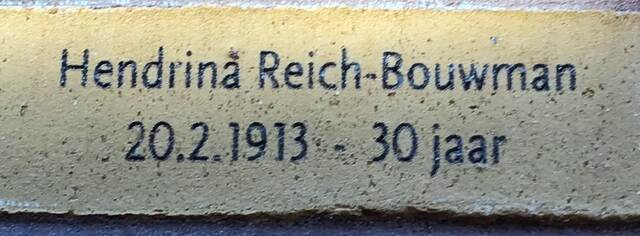 Hendrina Reich-Bouwman
20.2.1913 - 30 jaar